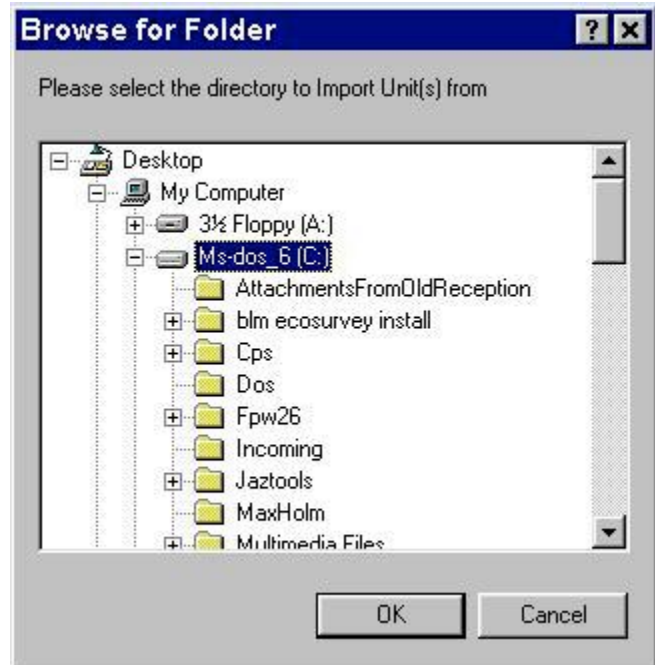 Browse for Folder
Please select the directory to Import Unit(s) from
Desktop
My Computer
3½ Floppy (A:)
Ms-dos_6 (C:)
AttachmentsFromOldReception
blm ecosurvey install
Cps
Dos
Fpw26
Incoming
Jaztools
MaxHolm
Multimedia Files
OK Cancel